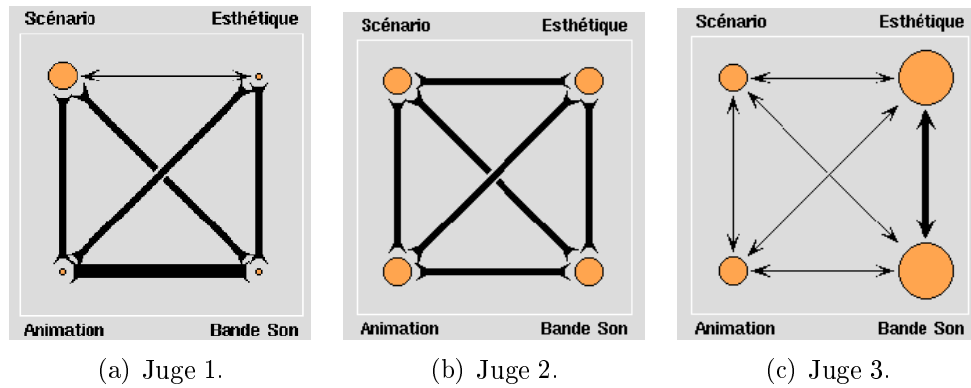 Scénario Esthétique
Animation Bande Son
(a) Juge 1.
Scénario Esthétique
Animation Bande Son
(b) Juge 2.
Scénario Esthétique
Animation Bande Son
(c) Juge 3.